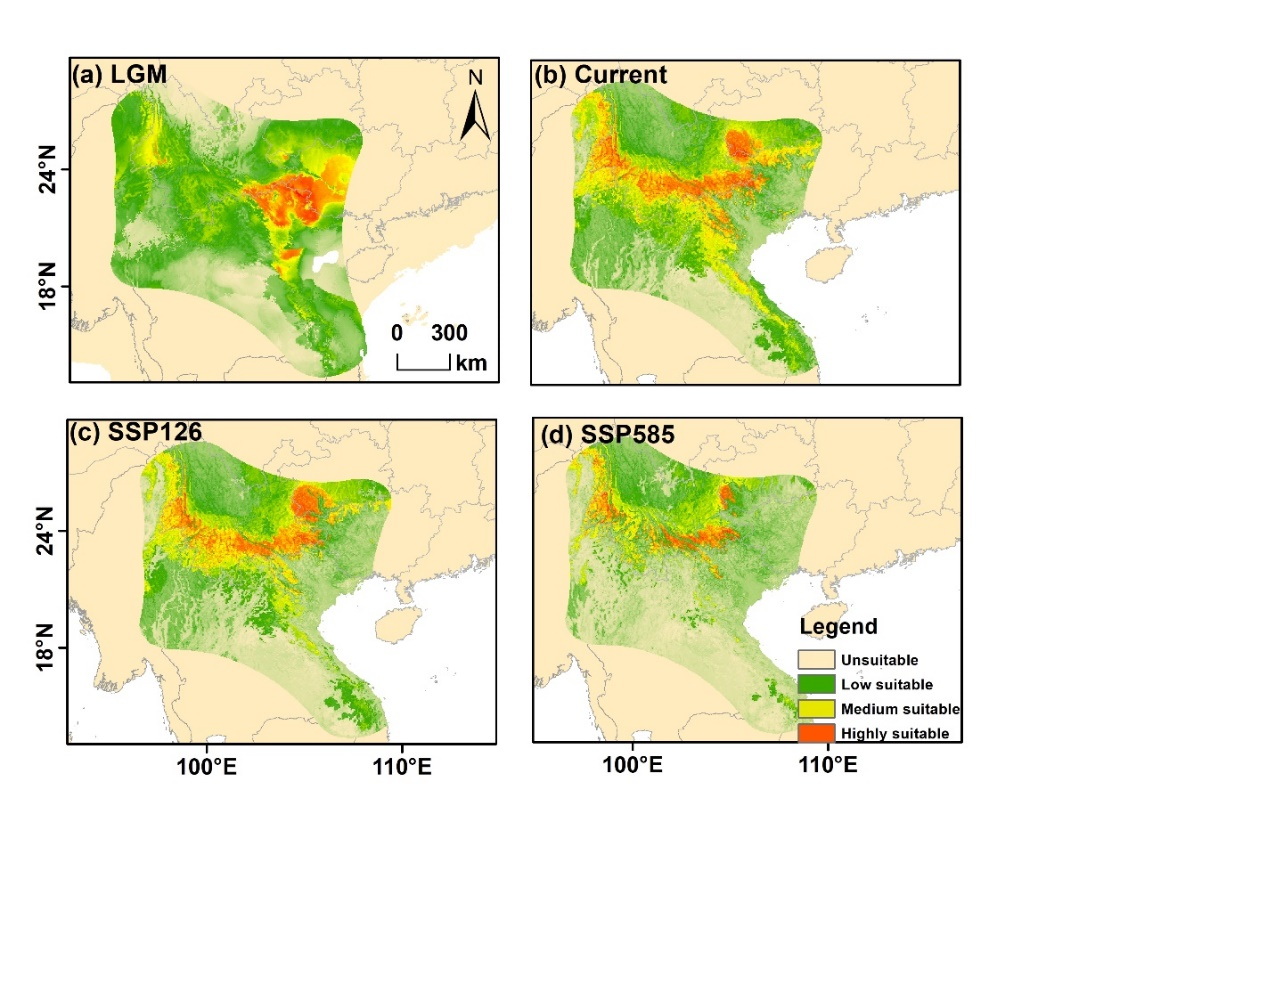 (a) LGM
N
24°N
18°N
0 300
km
(b) Current
(c) SSP126
24°N
18°N
100°E
110°E
(d) SSP585
Legend
Unsuitable
Low suitable
Medium suitable
Highly suitable
100°E
110°E